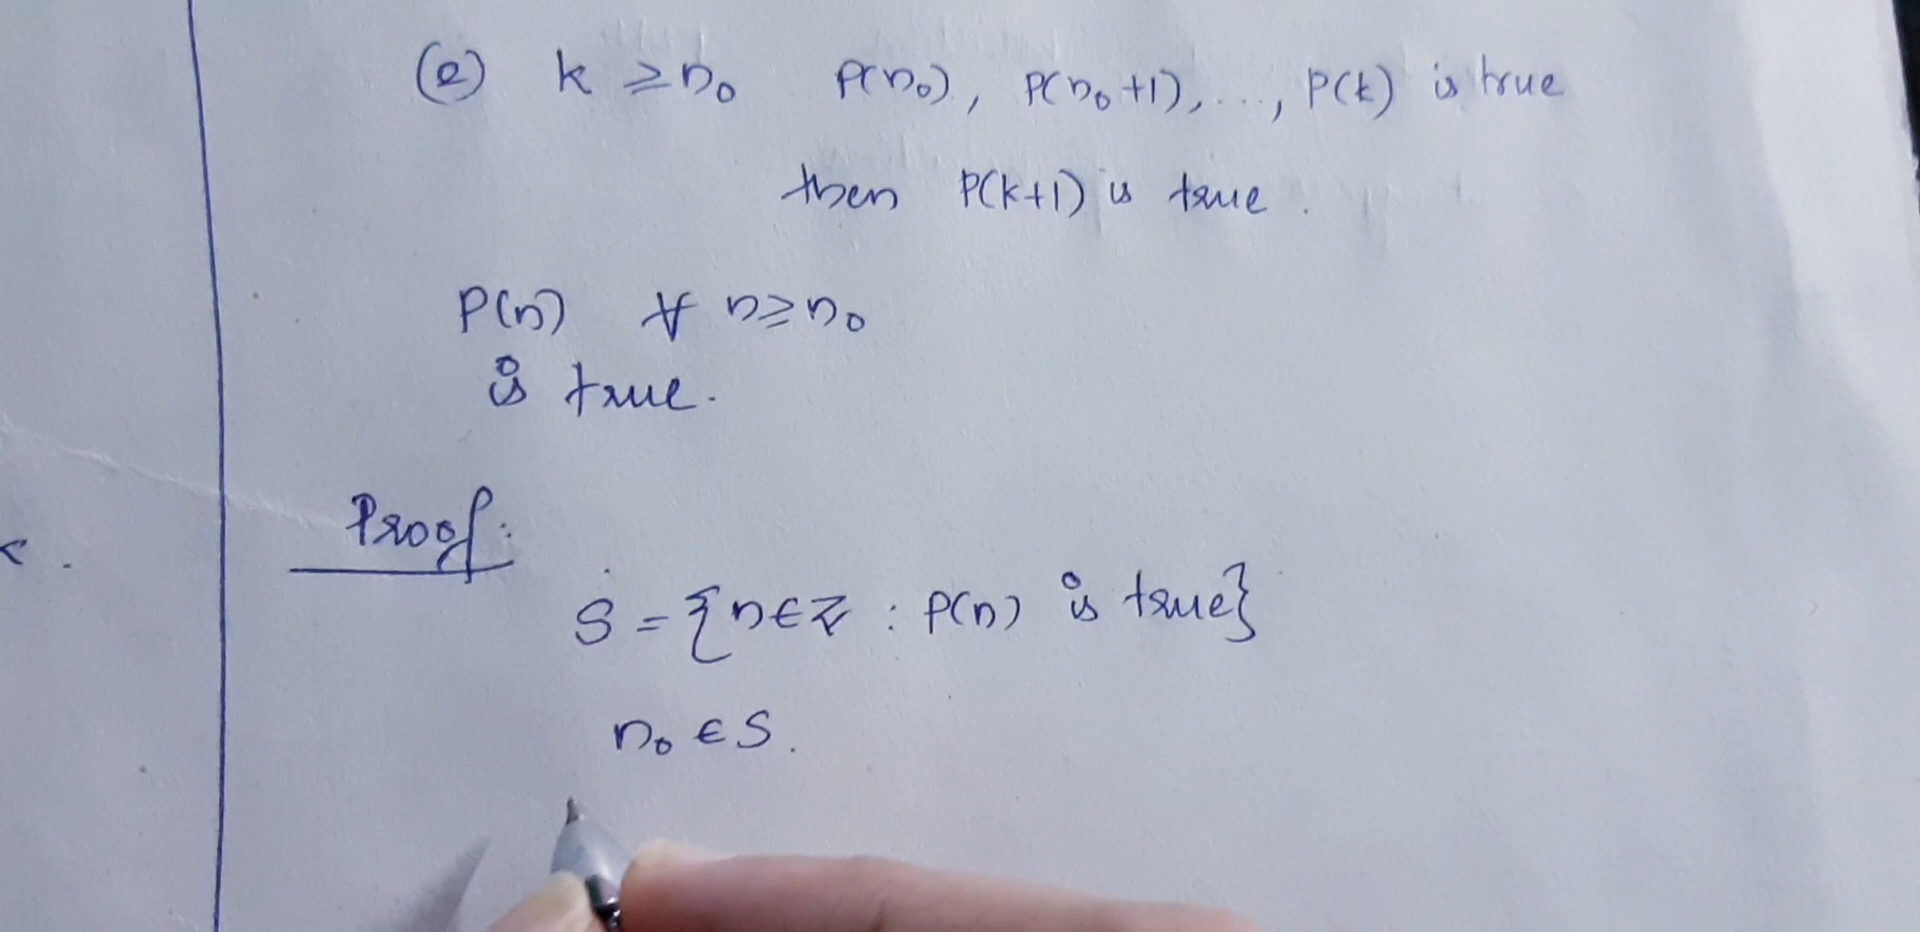 (2) k ≥ n₀ P(n₀), P(n₀+1), ..., P(k) is true
then P(k+1) is true.
P(n) ∀ n ≥ n₀
is true.
Proof:
S = {n ∈ ℤ : P(n) is true}
n₀ ∈ S.